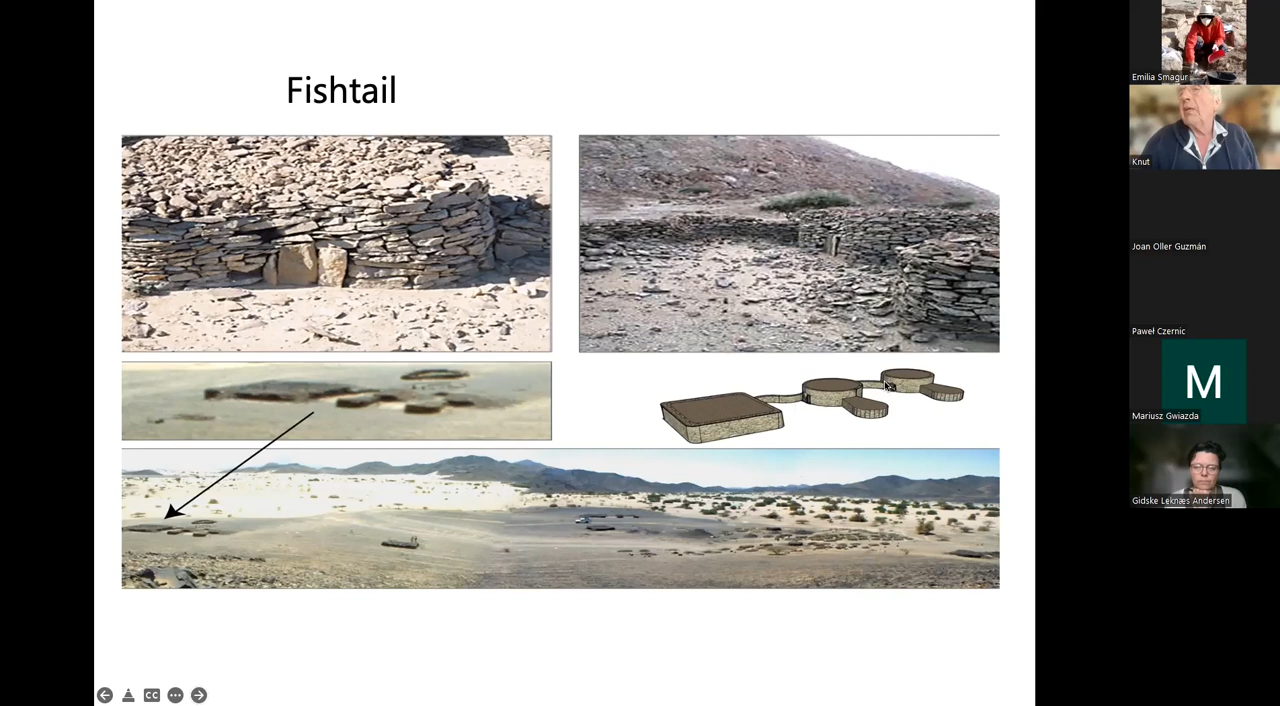 Fishtail
Emilia Smagur
Knut
Joan Oller Guzmán
Paweł Czernic
M
Mariusz Gwiazda
Gidske Leknæs Andersen
CC